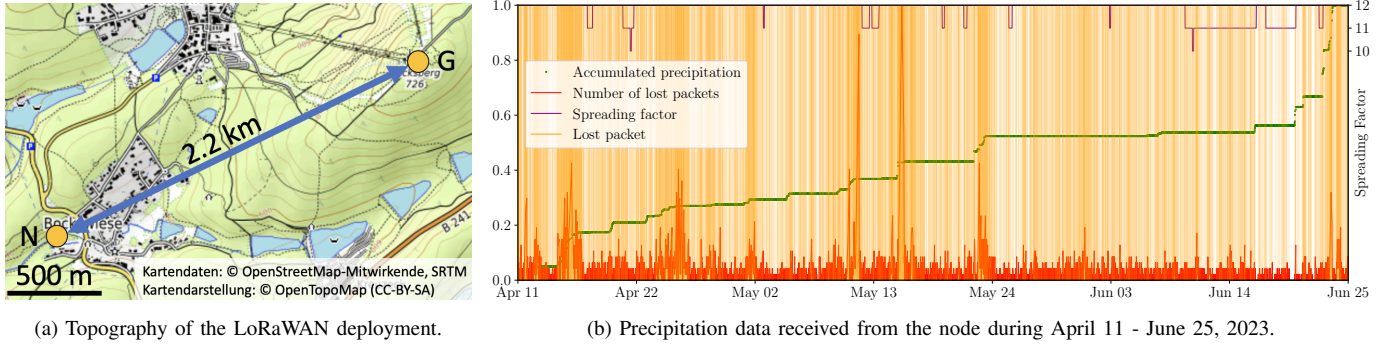 G
cksberg
726)
2.2 km
N
Bock
iese
B 241
500 m
Kartendaten: © OpenStreetMap-Mitwirkende, SRTM
Kartendarstellung: © OpenTopoMap (CC-BY-SA)
(a) Topography of the LoRaWAN deployment.
1.0
0.8
0.6
0.4
0.2
0.0
Accumulated precipitation
Number of lost packets
Spreading factor
Lost packet
12
11
10
Spreading Factor
Apr 11
Apr 22
May 02
May 13
May 24
Jun 03
Jun 14
Jun 25
(b) Precipitation data received from the node during April 11 - June 25, 2023.